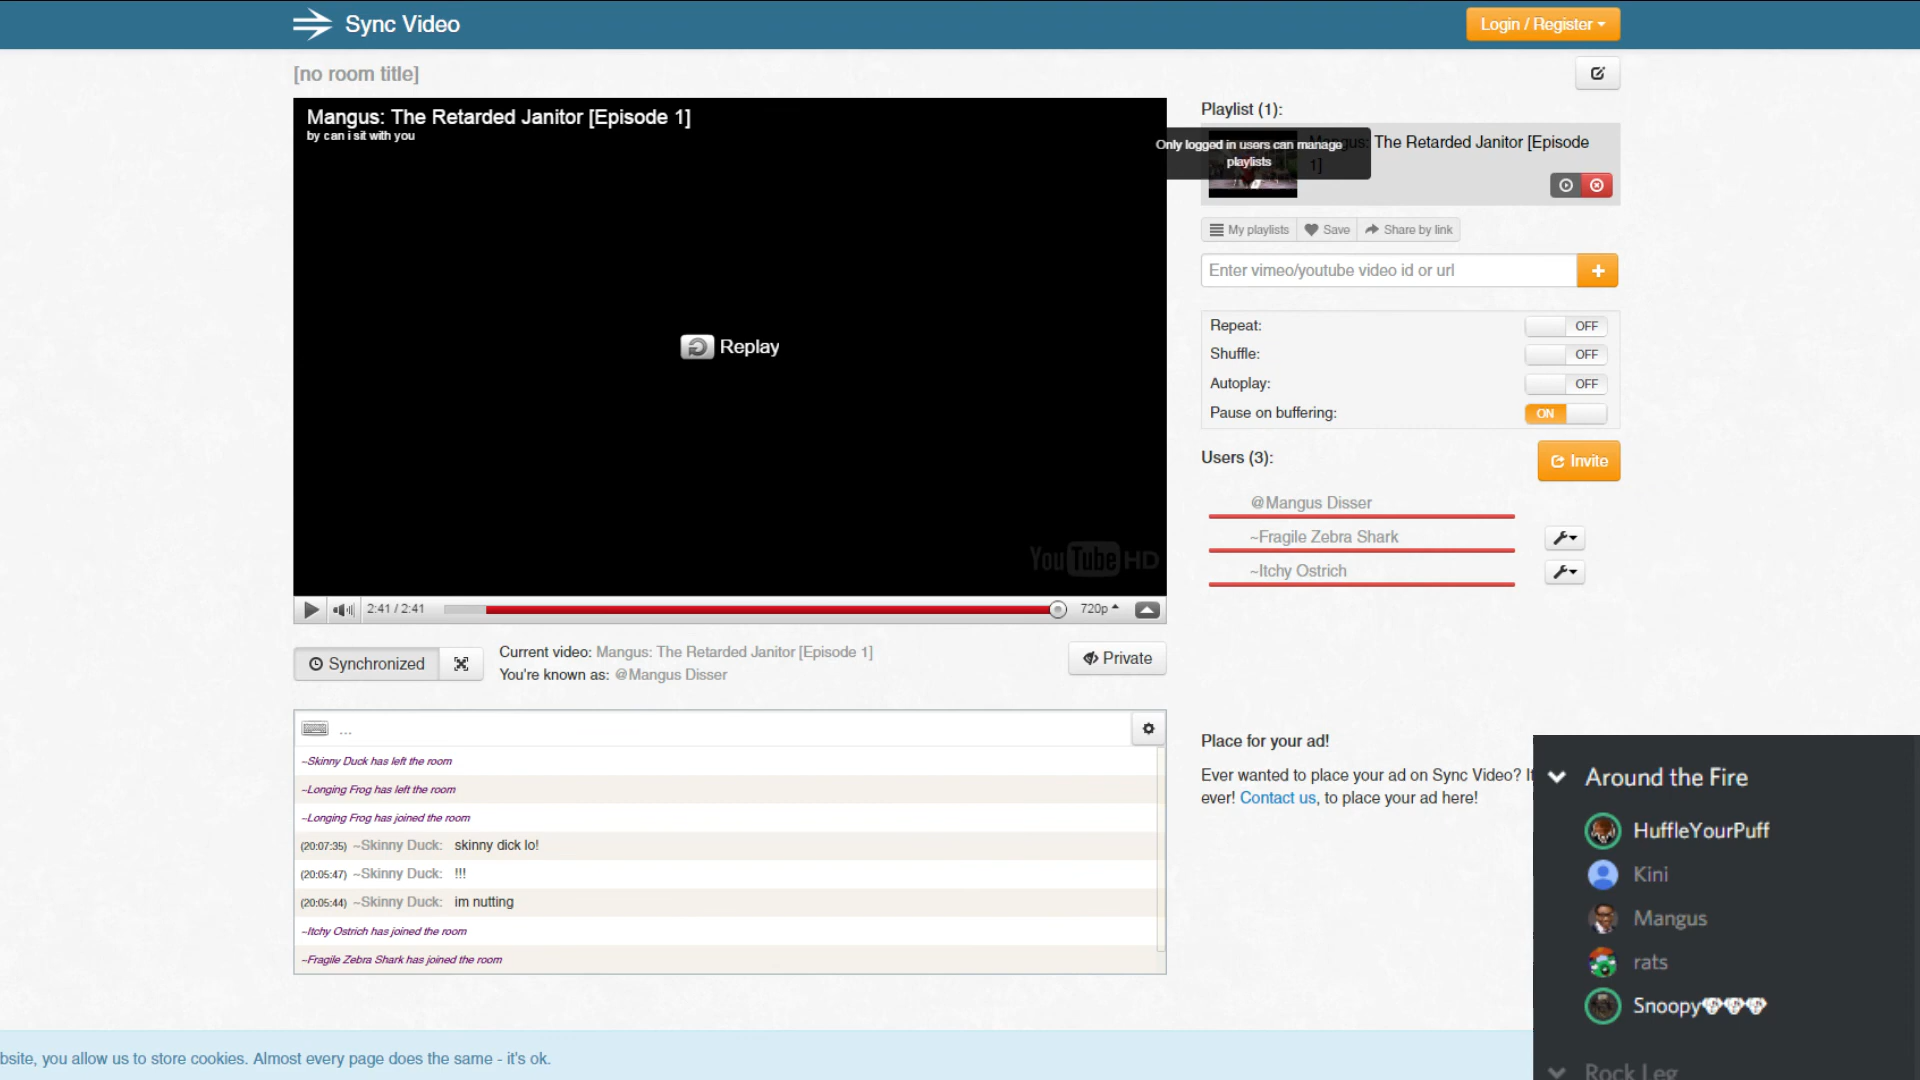 Sync Video
Login / Register
[no room title]
Mangus: The Retarded Janitor [Episode 1]
by can i sit with you
Replay
YouTube HD
2:41 / 2:41
720p
Synchronized
Current video: Mangus: The Retarded Janitor [Episode 1]
You're known as: @Mangus Disser
Private
...
~Skinny Duck has left the room
~Longing Frog has left the room
~Longing Frog has joined the room
(20:07:35) ~Skinny Duck: skinny dick lo!
(20:05:47) ~Skinny Duck: !!!
(20:05:44) ~Skinny Duck: im nutting
~Itchy Ostrich has joined the room
~Fragile Zebra Shark has joined the room
Playlist (1):
Only logged in users can manage
playlists
Mangus: The Retarded Janitor [Episode
1]
My playlists Save Share by link
Enter vimeo/youtube video id or url
Repeat: OFF
Shuffle: OFF
Autoplay: OFF
Pause on buffering: ON
Users (3):
Invite
@Mangus Disser
~Fragile Zebra Shark
~Itchy Ostrich
Place for your ad!
Ever wanted to place your ad on Sync Video? It
ever! Contact us, to place your ad here!
Around the Fire
HuffleYourPuff
Kini
Mangus
rats
Snoopy
Rock Leg
bsite, you allow us to store cookies. Almost every page does the same - it's ok.